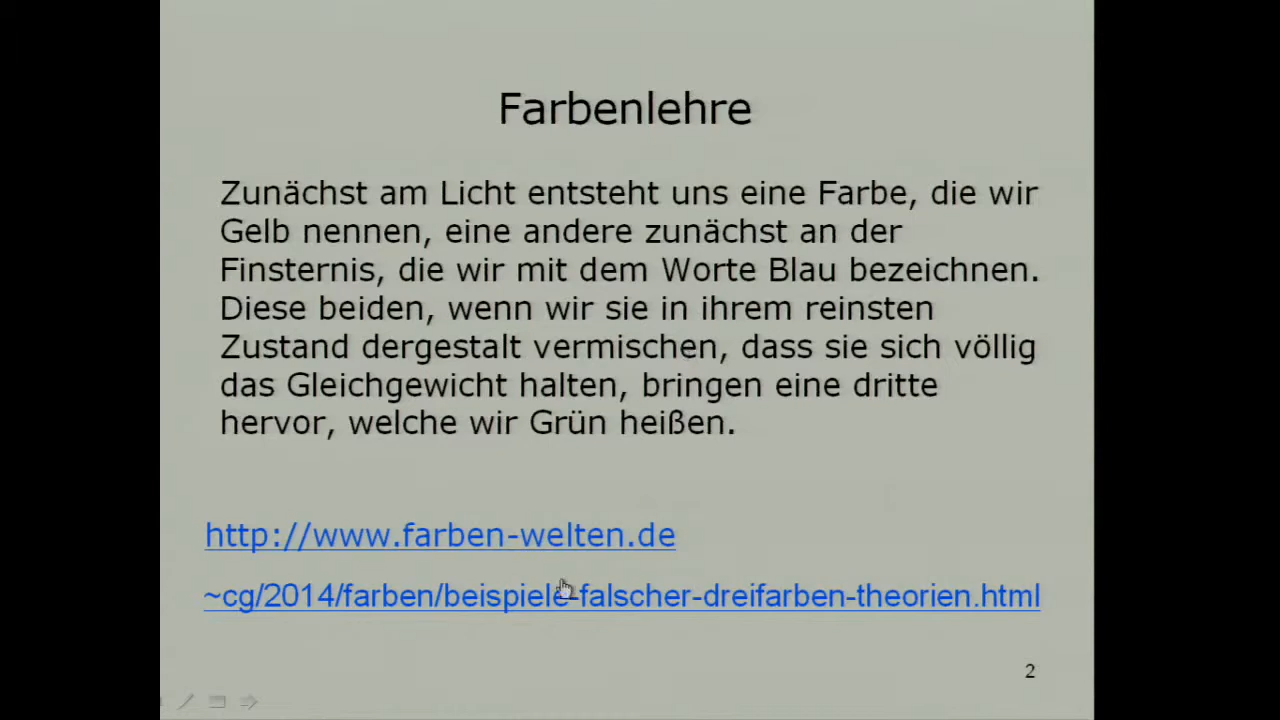 Farbenlehre
Zunächst am Licht entsteht uns eine Farbe, die wir
Gelb nennen, eine andere zunächst an der
Finsternis, die wir mit dem Worte Blau bezeichnen.
Diese beiden, wenn wir sie in ihrem reinsten
Zustand dergestalt vermischen, dass sie sich völlig
das Gleichgewicht halten, bringen eine dritte
hervor, welche wir Grün heißen.
http://www.farben-welten.de
~cg/2014/farben/beispiele-falscher-dreifarben-theorien.html
2